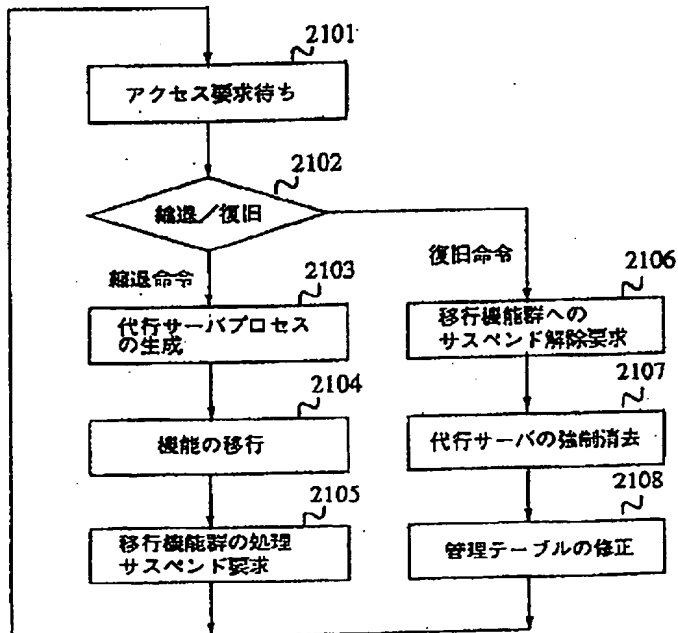 2101
アクセス要求待ち
2102
縮退／復旧
縮退命令
2103
代行サーバプロセス
の生成
2104
機能の移行
2105
移行機能群の処理
サスペンド要求
復旧命令
2106
移行機能群への
サスペンド解除要求
2107
代行サーバの強制消去
2108
管理テーブルの修正